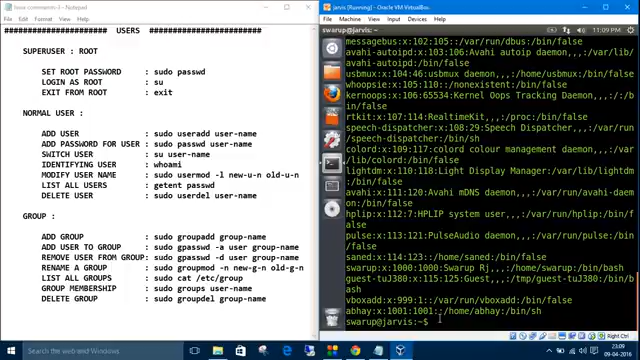 linux-commands-3 - Notepad
File Edit Format View Help
##################### USERS #######################
SUPERUSER : ROOT
SET ROOT PASSWORD : sudo passwd
LOGIN AS ROOT : su
EXIT FROM ROOT : exit
NORMAL USER :
ADD USER : sudo useradd user-name
ADD PASSWORD FOR USER : sudo passwd user-name
SWITCH USER : su user-name
IDENTIFYING USER : whoami
MODIFY USER NAME : sudo usermod -l new-u-n old-u-n
LIST ALL USERS : getent passwd
DELETE USER : sudo userdel user-name
GROUP :
ADD GROUP : sudo groupadd group-name
ADD USER TO GROUP : sudo gpasswd -a user group-name
REMOVE USER FROM GROUP: sudo gpasswd -d user group-name
RENAME A GROUP : sudo groupmod -n new-g-n old-g-n
LIST ALL GROUPS : sudo cat /etc/group
GROUP MEMBERSHIP : sudo groups user-name
DELETE GROUP : sudo groupdel group-name
jarvis [Running] - Oracle VM VirtualBox
File Machine View Input Devices Help
swarup@jarvis: ~
11:09 PM
messagebus:x:102:105::/var/run/dbus:/bin/false
avahi-autoipd:x:103:106:Avahi autoip daemon,,,:/var/lib/avahi-autoipd:/bin/false
usbmux:x:104:46:usbmux daemon,,,:/home/usbmux:/bin/false
whoopsie:x:105:110::/nonexistent:/bin/false
kernoops:x:106:65534:Kernel Oops Tracking Daemon,,,:/:/bin/false
rtkit:x:107:114:RealtimeKit,,,:/proc:/bin/false
speech-dispatcher:x:108:29:Speech Dispatcher,,,:/var/run/speech-dispatcher:/bin/sh
colord:x:109:117:colord colour management daemon,,,:/var/lib/colord:/bin/false
lightdm:x:110:118:Light Display Manager:/var/lib/lightdm:/bin/false
avahi:x:111:120:Avahi mDNS daemon,,,:/var/run/avahi-daemon:/bin/false
hplip:x:112:7:HPLIP system user,,,:/var/run/hplip:/bin/false
pulse:x:113:121:PulseAudio daemon,,,:/var/run/pulse:/bin/false
saned:x:114:123::/home/saned:/bin/false
swarup:x:1000:1000:Swarup Rj,,,:/home/swarup:/bin/bash
guest-tuJ380:x:115:125:Guest,,,:/tmp/guest-tuJ380:/bin/bash
vboxadd:x:999:1::/var/run/vboxadd:/bin/false
abhay:x:1001:1001::/home/abhay:/bin/sh
swarup@jarvis:~$
Right Ctrl
23:09
09-04-2016